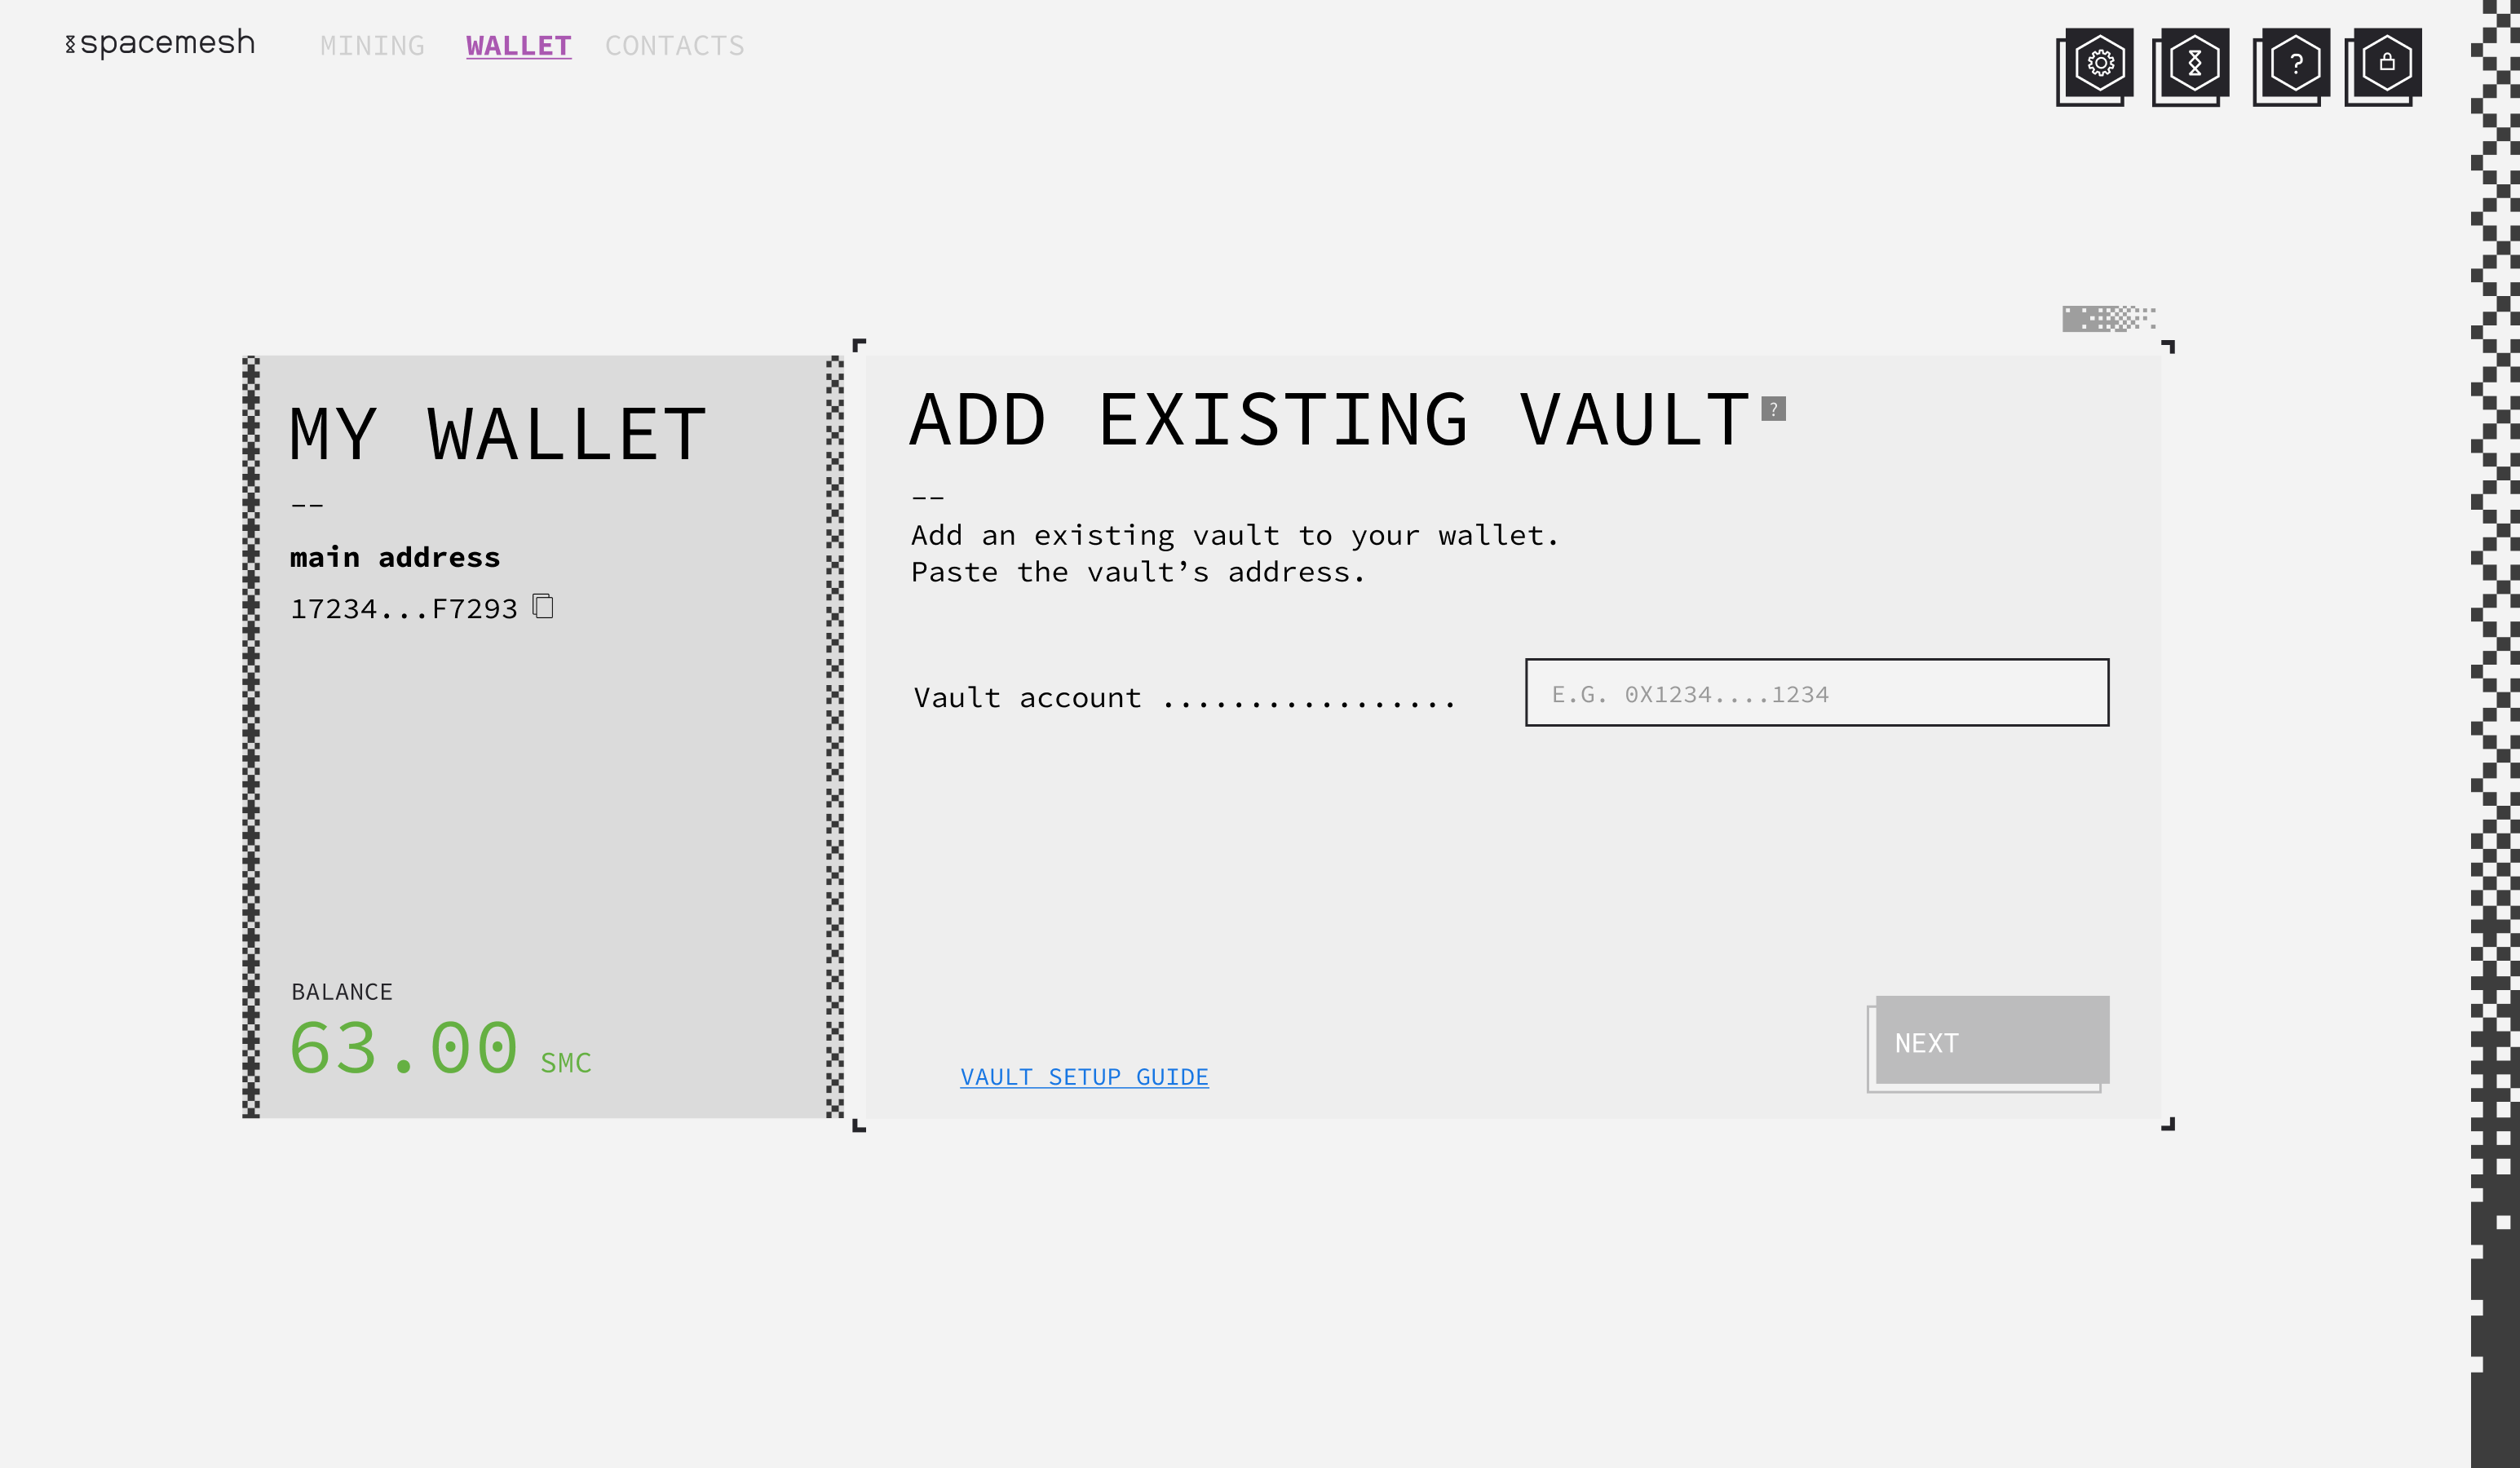 spacemesh
MINING WALLET CONTACTS
?
MY WALLET
--
main address
17234...F7293
BALANCE
63.00 SMC
ADD EXISTING VAULT ?
--
Add an existing vault to your wallet.
Paste the vault’s address.
Vault account .................
E.G. 0X1234....1234
VAULT SETUP GUIDE
NEXT